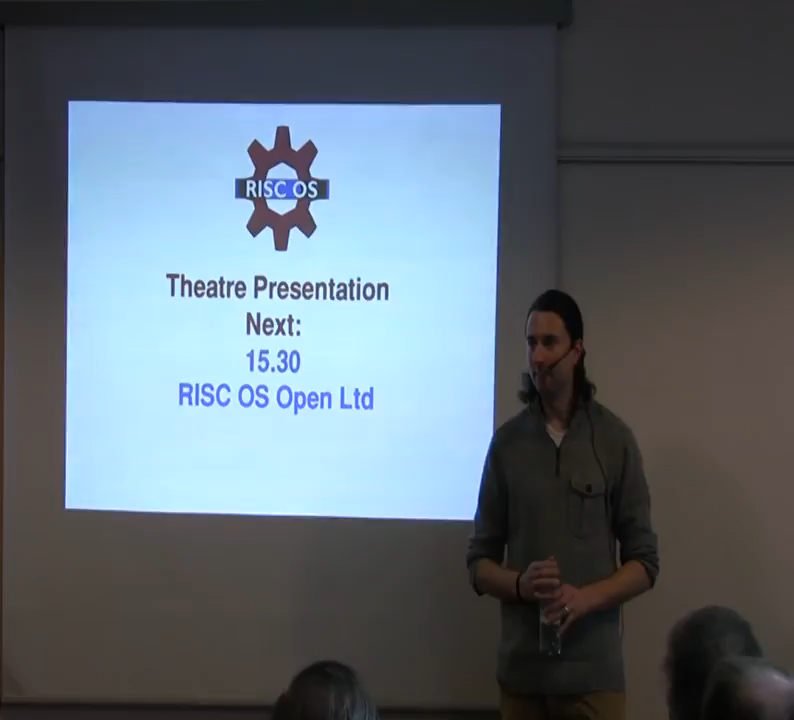 RISC OS
Theatre Presentation
Next:
15.30
RISC OS Open Ltd